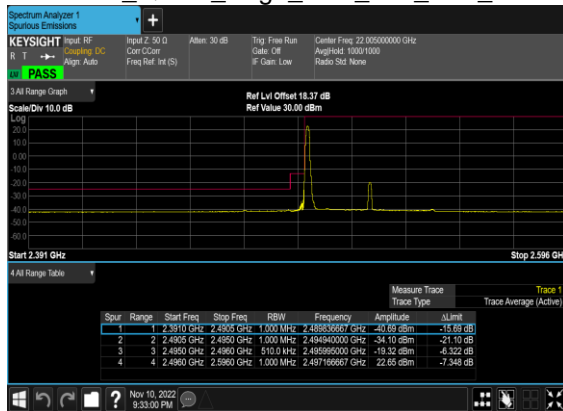 Spectrum Analyzer 1
Spurious Emissions
+
KEYSIGHT Input: RF Input Z: 50 Ω Atten: 30 dB Trig: Free Run Center Freq: 22.005000000 GHz
R T Coupling: DC Corr CCorr Gate: Off Avg|Hold: 1000/1000
Align: Auto Freq Ref: Int (S) IF Gain: Low Radio Std: None
PASS
3 All Range Graph
Ref Lvl Offset 18.37 dB
Scale/Div 10.0 dB Ref Value 30.00 dBm
Log
20.0
10.0
0.00
-10.0
-20.0
-30.0
-40.0
-50.0
-60.0
Start 2.391 GHz Stop 2.596 GH
4 All Range Table
Measure Trace Trace 1
Trace Type Trace Average (Active)
Spur Range Start Freq Stop Freq RBW Frequency Amplitude ΔLimit
1 1 2.3910 GHz 2.4905 GHz 1.000 MHz 2.489836667 GHz -40.69 dBm -15.69 dB
2 2 2.4905 GHz 2.4950 GHz 1.000 MHz 2.494940000 GHz -34.10 dBm -21.10 dB
3 3 2.4950 GHz 2.4960 GHz 510.0 kHz 2.495995000 GHz -19.32 dBm -6.322 dB
4 4 2.4960 GHz 2.5960 GHz 1.000 MHz 2.497166667 GHz 22.65 dBm -7.348 dB
? Nov 10, 2022
9:33:00 PM